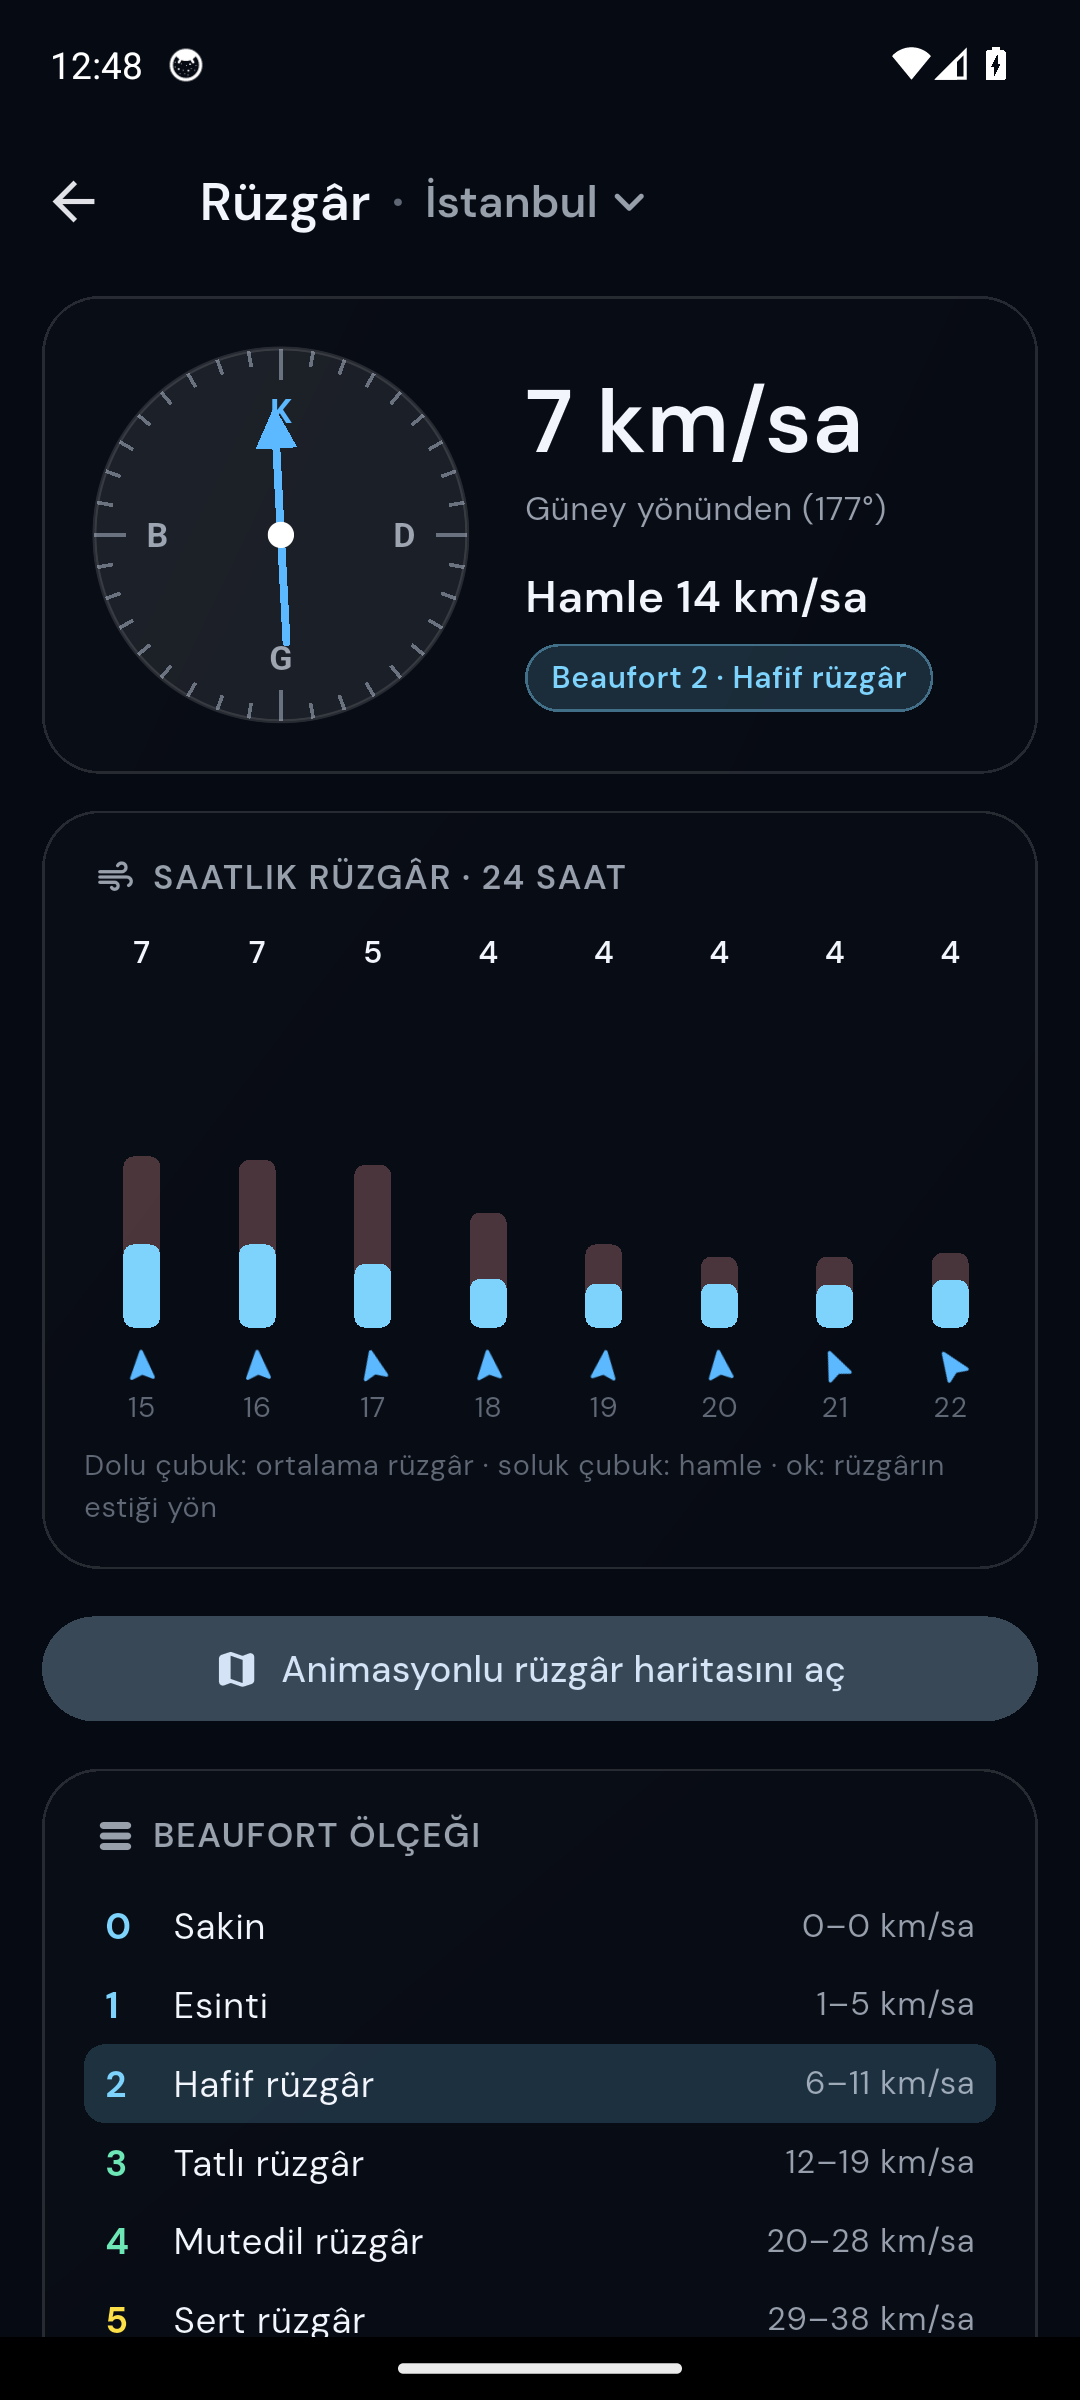 12:48
Rüzgâr · İstanbul
K
B
D
G
7 km/sa
Güney yönünden (177°)
Hamle 14 km/sa
Beaufort 2 · Hafif rüzgâr
SAATLIK RÜZGÂR · 24 SAAT
7 7 5 4 4 4 4 4
15 16 17 18 19 20 21 22
Dolu çubuk: ortalama rüzgâr · soluk çubuk: hamle · ok: rüzgârın
estiği yön
Animasyonlu rüzgâr haritasını aç
BEAUFORT ÖLÇEĞI
0 Sakin 0–0 km/sa
1 Esinti 1–5 km/sa
2 Hafif rüzgâr 6–11 km/sa
3 Tatlı rüzgâr 12–19 km/sa
4 Mutedil rüzgâr 20–28 km/sa
5 Sert rüzgâr 29–38 km/sa